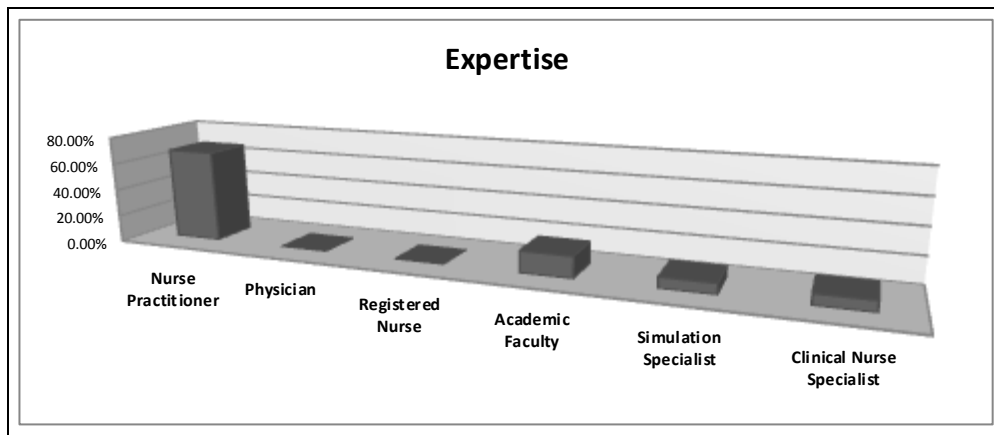 Expertise
80.00%
60.00%
40.00%
20.00%
0.00%
Nurse
Practitioner
Physician
Registered
Nurse
Academic
Faculty
Simulation
Specialist
Clinical Nurse
Specialist